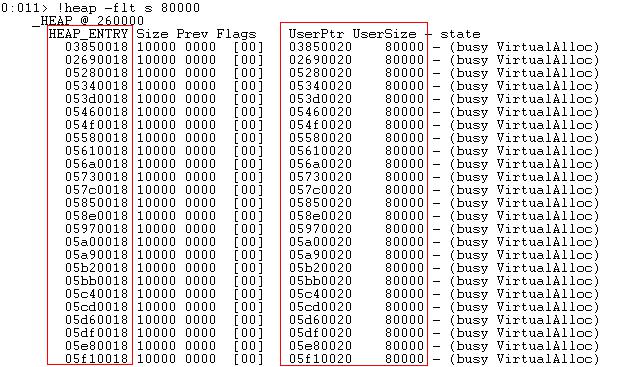 0:011> !heap -flt s 80000
_HEAP @ 260000
HEAP_ENTRY Size Prev Flags UserPtr UserSize - state
03850018 10000 0000 [00] 03850020 80000 - (busy VirtualAlloc)
02690018 10000 0000 [00] 02690020 80000 - (busy VirtualAlloc)
05280018 10000 0000 [00] 05280020 80000 - (busy VirtualAlloc)
05340018 10000 0000 [00] 05340020 80000 - (busy VirtualAlloc)
053d0018 10000 0000 [00] 053d0020 80000 - (busy VirtualAlloc)
05460018 10000 0000 [00] 05460020 80000 - (busy VirtualAlloc)
054f0018 10000 0000 [00] 054f0020 80000 - (busy VirtualAlloc)
05580018 10000 0000 [00] 05580020 80000 - (busy VirtualAlloc)
05610018 10000 0000 [00] 05610020 80000 - (busy VirtualAlloc)
056a0018 10000 0000 [00] 056a0020 80000 - (busy VirtualAlloc)
05730018 10000 0000 [00] 05730020 80000 - (busy VirtualAlloc)
057c0018 10000 0000 [00] 057c0020 80000 - (busy VirtualAlloc)
05850018 10000 0000 [00] 05850020 80000 - (busy VirtualAlloc)
058e0018 10000 0000 [00] 058e0020 80000 - (busy VirtualAlloc)
05970018 10000 0000 [00] 05970020 80000 - (busy VirtualAlloc)
05a00018 10000 0000 [00] 05a00020 80000 - (busy VirtualAlloc)
05a90018 10000 0000 [00] 05a90020 80000 - (busy VirtualAlloc)
05b20018 10000 0000 [00] 05b20020 80000 - (busy VirtualAlloc)
05bb0018 10000 0000 [00] 05bb0020 80000 - (busy VirtualAlloc)
05c40018 10000 0000 [00] 05c40020 80000 - (busy VirtualAlloc)
05cd0018 10000 0000 [00] 05cd0020 80000 - (busy VirtualAlloc)
05d60018 10000 0000 [00] 05d60020 80000 - (busy VirtualAlloc)
05df0018 10000 0000 [00] 05df0020 80000 - (busy VirtualAlloc)
05e80018 10000 0000 [00] 05e80020 80000 - (busy VirtualAlloc)
05f10018 10000 0000 [00] 05f10020 80000 - (busy VirtualAlloc)